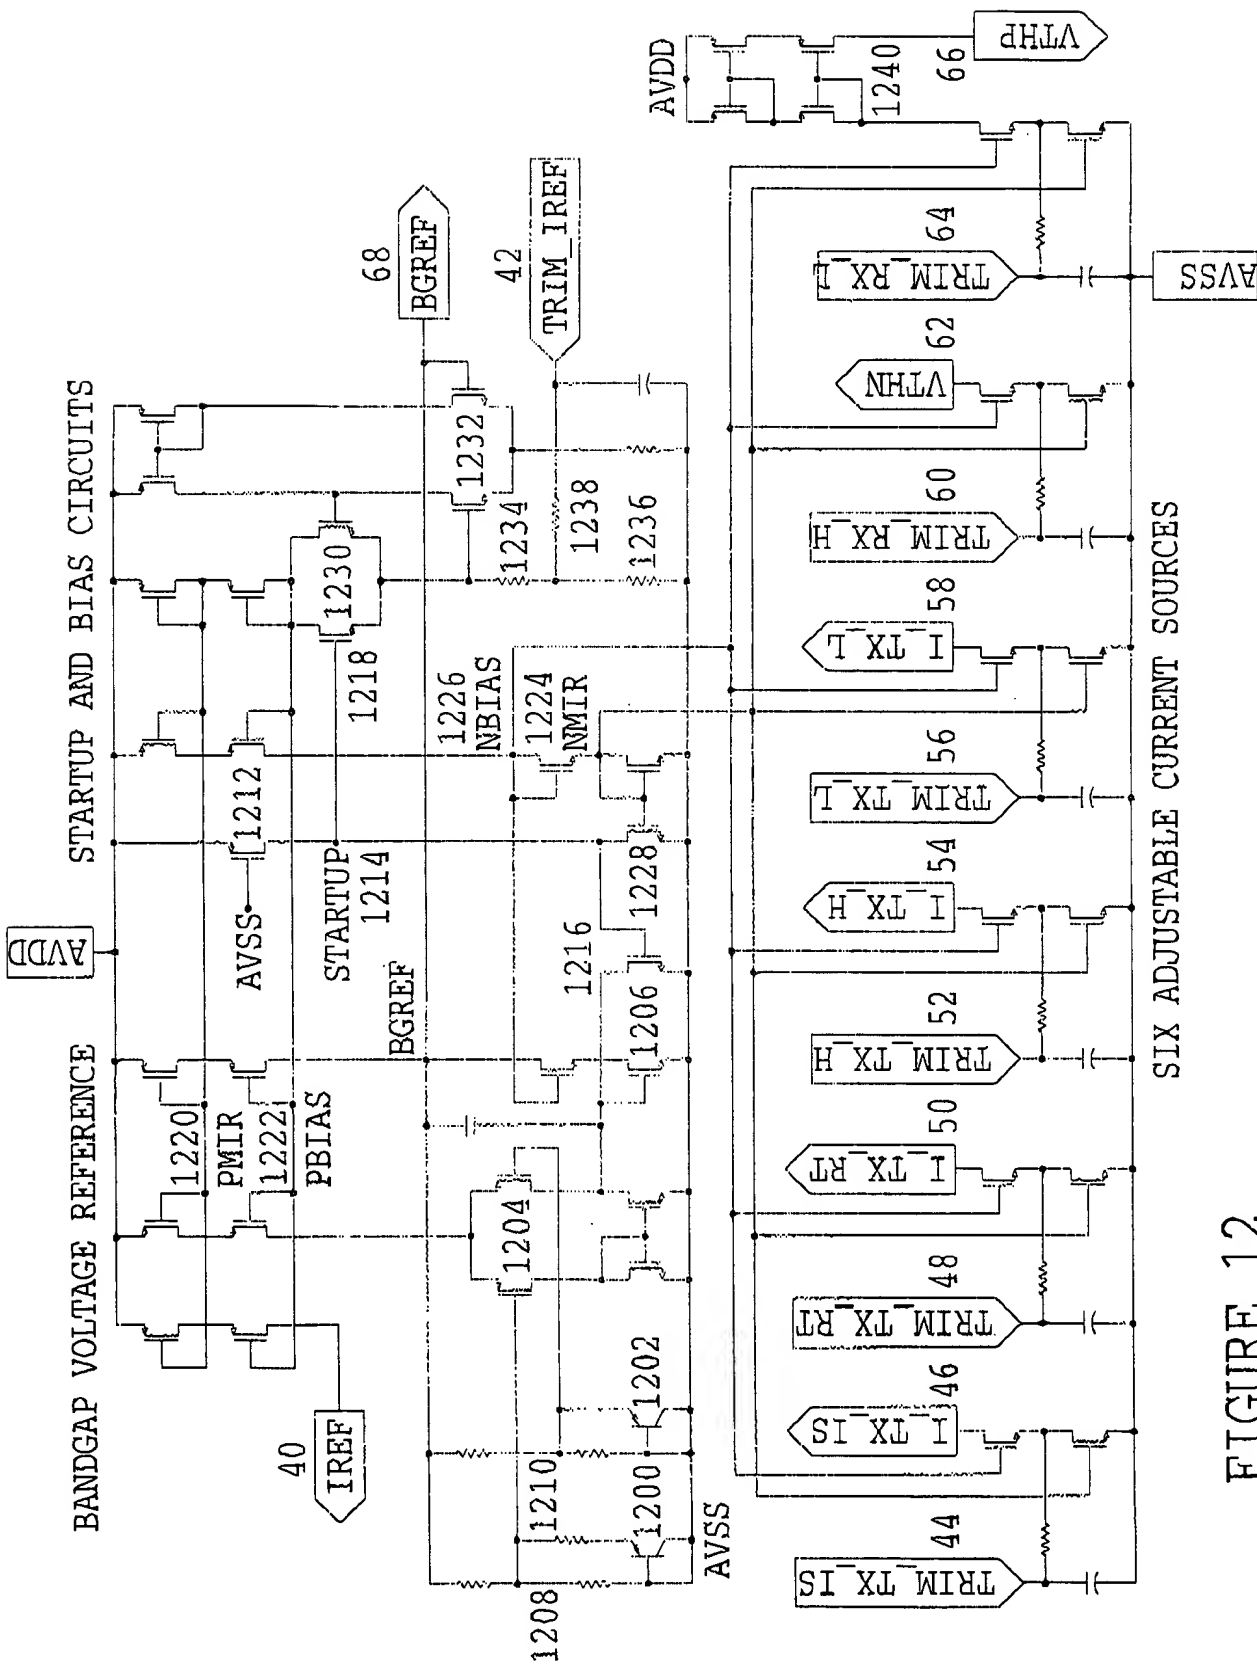 BANDGAP VOLTAGE REFERENCE
AVDD
STARTUP AND BIAS CIRCUITS
40
IREF
1220
PMIR
1222
PBIAS
AVSS
1212
STARTUP
1214
1218
1230
68
BGREF
BGREF
1204
1216
1226
NBIAS
1224
NMIR
1232
1234
42
TRIM_IREF
1238
1236
1208
1210
1200
1202
1206
1228
AVSS
AVDD
1240
66
VTHP
44
TRIM_TX_IS
46
I_TX_IS
48
TRIM_TX_RT
50
I_TX_RT
52
TRIM_TX_H
54
I_TX_H
56
TRIM_TX_L
58
I_TX_L
60
TRIM_RX_H
62
VTHN
64
TRIM_RX_L
AVSS
SIX ADJUSTABLE CURRENT SOURCES
FIGURE 12